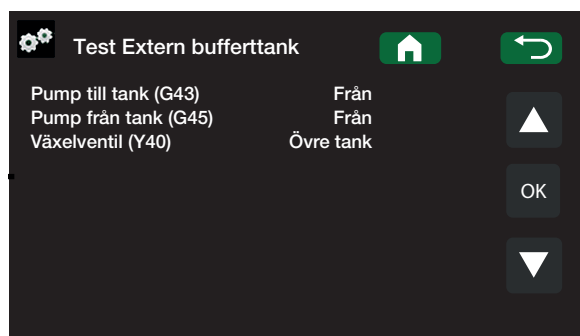 Test Extern bufferttank
Pump till tank (G43) Från
Pump från tank (G45) Från
Växelventil (Y40) Övre tank
OK